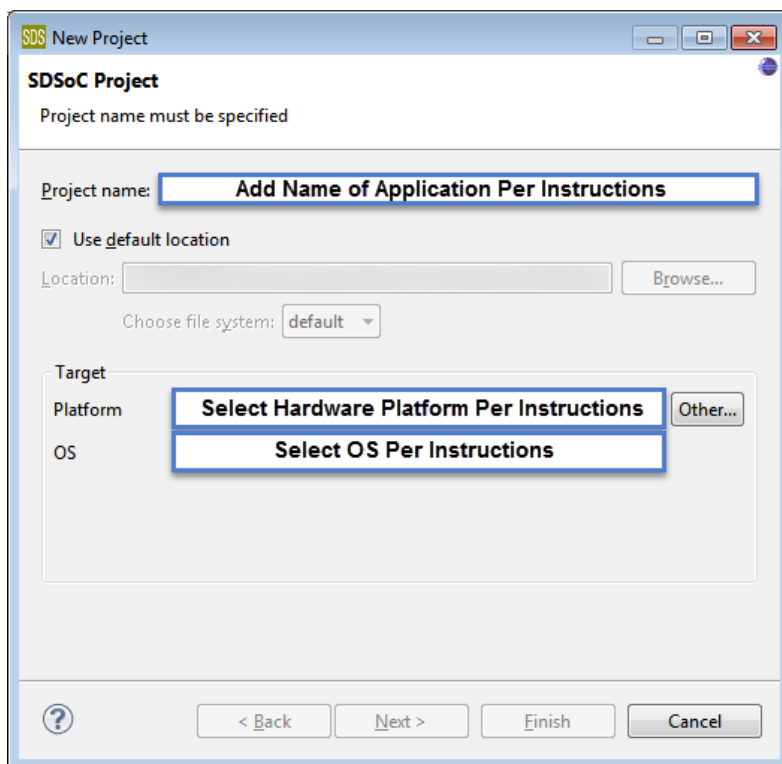 SDS New Project
SDSoC Project
Project name must be specified
Project name: Add Name of Application Per Instructions
Use default location
Location: Browse...
Choose file system: default
Target
Platform Select Hardware Platform Per Instructions Other...
OS Select OS Per Instructions
? < Back Next > Finish Cancel